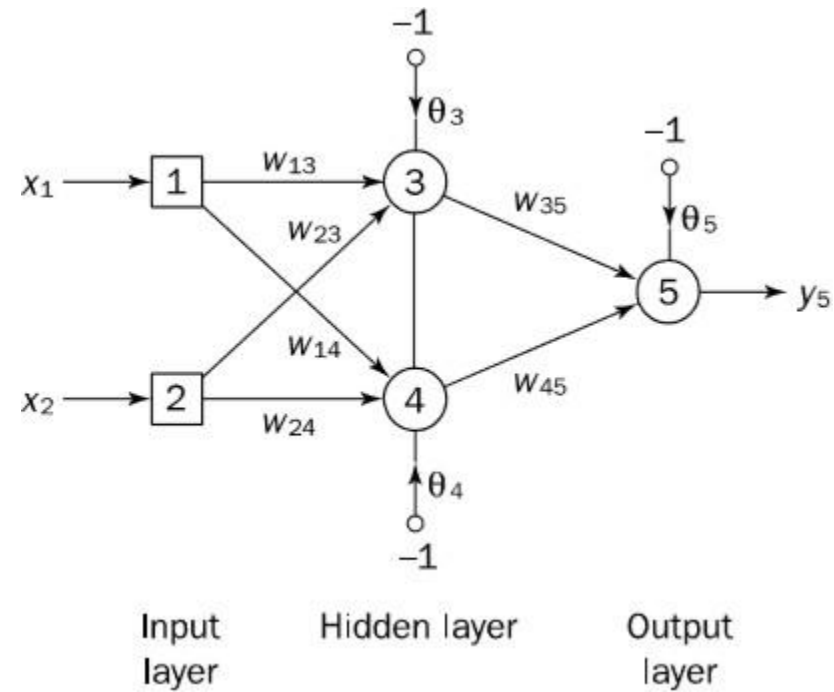 –1
θ3
–1
x1
1
w13
3
w35
θ5
w23
5
y5
w14
x2
2
w24
4
w45
θ4
–1
Input layer
Hidden layer
Output layer